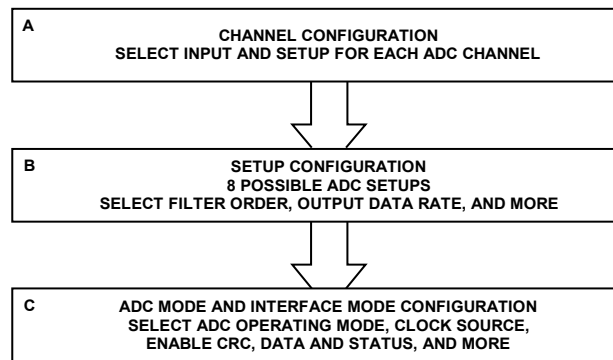 A
CHANNEL CONFIGURATION
SELECT INPUT AND SETUP FOR EACH ADC CHANNEL
B
SETUP CONFIGURATION
8 POSSIBLE ADC SETUPS
SELECT FILTER ORDER, OUTPUT DATA RATE, AND MORE
C
ADC MODE AND INTERFACE MODE CONFIGURATION
SELECT ADC OPERATING MODE, CLOCK SOURCE,
ENABLE CRC, DATA AND STATUS, AND MORE